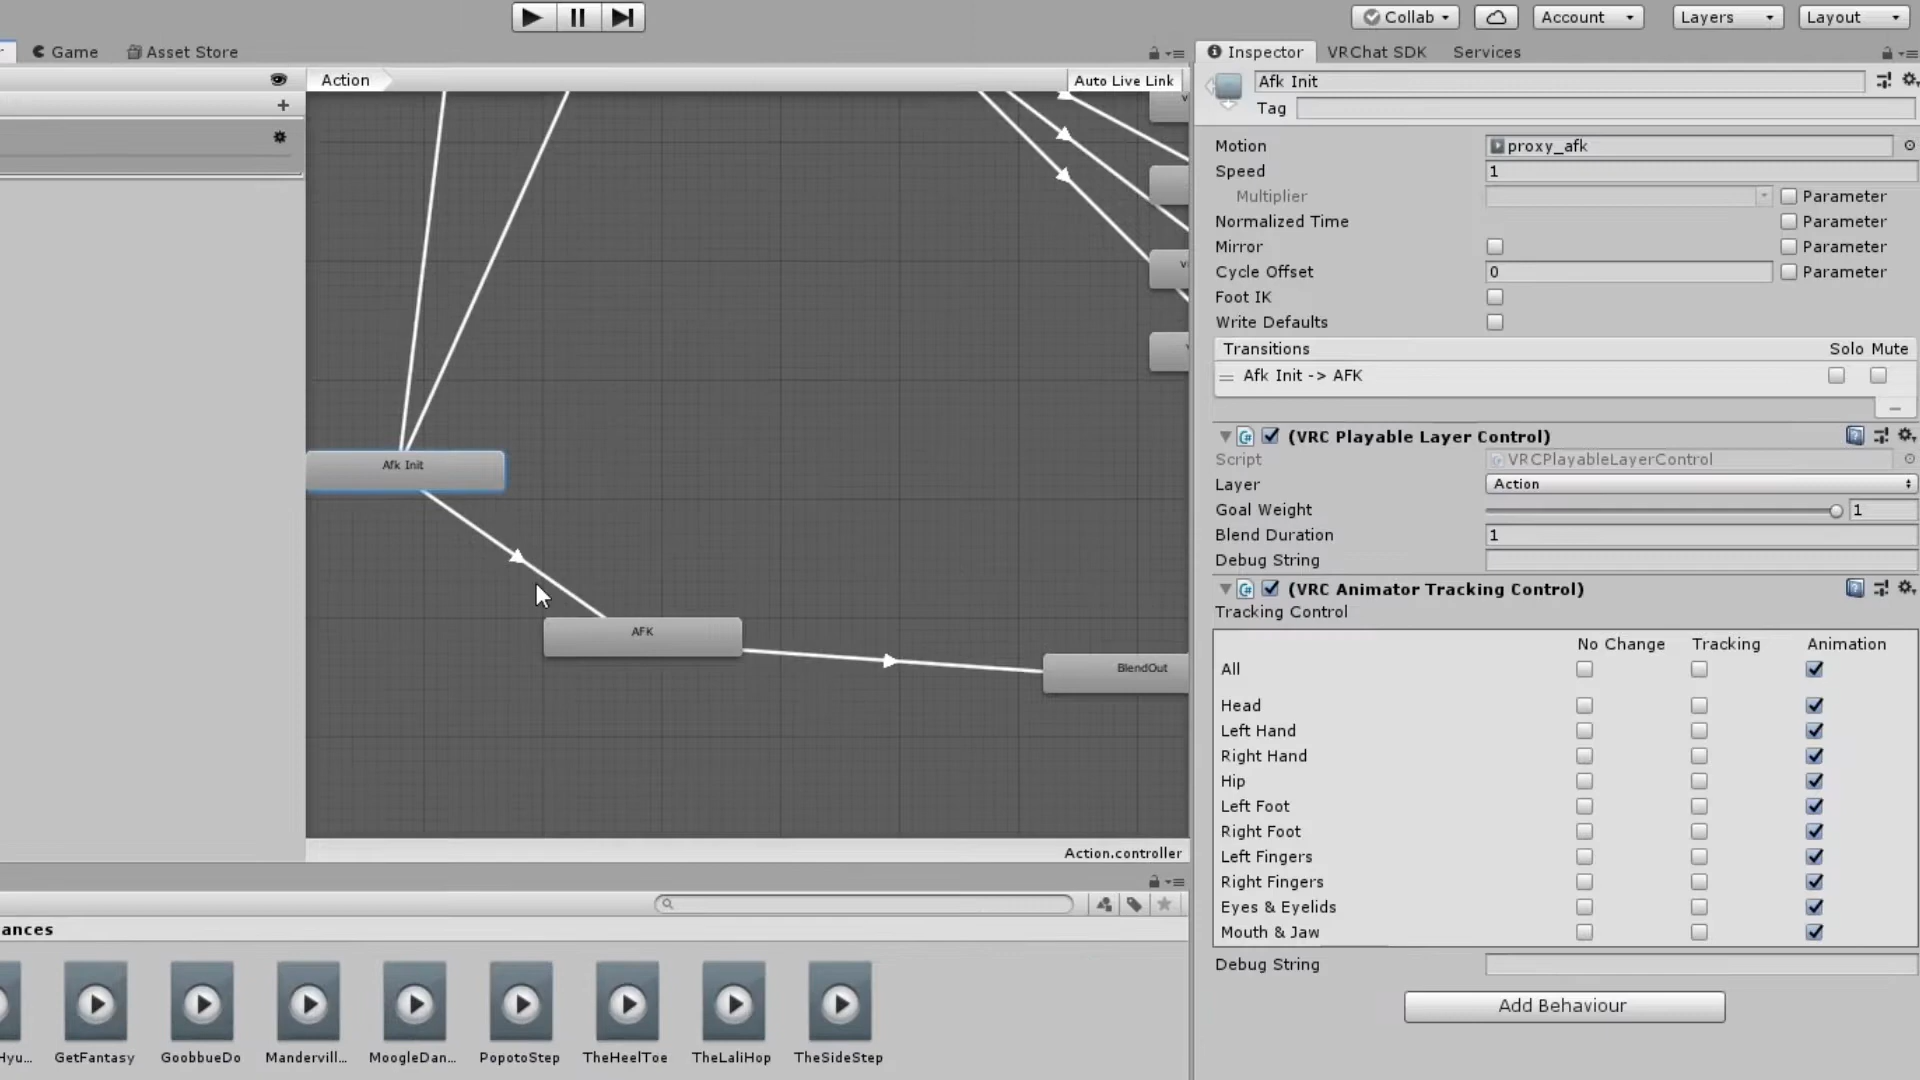 Collab Account Layers Layout
Game Asset Store Inspector VRChat SDK Services
Action Auto Live Link
Afk Init
Tag
Motion proxy_afk
Speed 1
Multiplier Parameter
Normalized Time Parameter
Mirror Parameter
Cycle Offset 0 Parameter
Foot IK
Write Defaults
Transitions Solo Mute
Afk Init -> AFK
(VRC Playable Layer Control)
Script VRCPlayableLayerControl
Layer Action
Goal Weight 1
Blend Duration 1
Debug String
(VRC Animator Tracking Control)
Tracking Control
No Change Tracking Animation
All
Head
Left Hand
Right Hand
Hip
Left Foot
Right Foot
Left Fingers
Right Fingers
Eyes & Eyelids
Mouth & Jaw
Debug String
Add Behaviour
Afk Init
AFK
BlendOut
Action.controller
ances
Hyu... GetFantasy GoobbueDo Mandervill... MoogleDan... PopotoStep TheHeelToe TheLaliHop TheSideStep